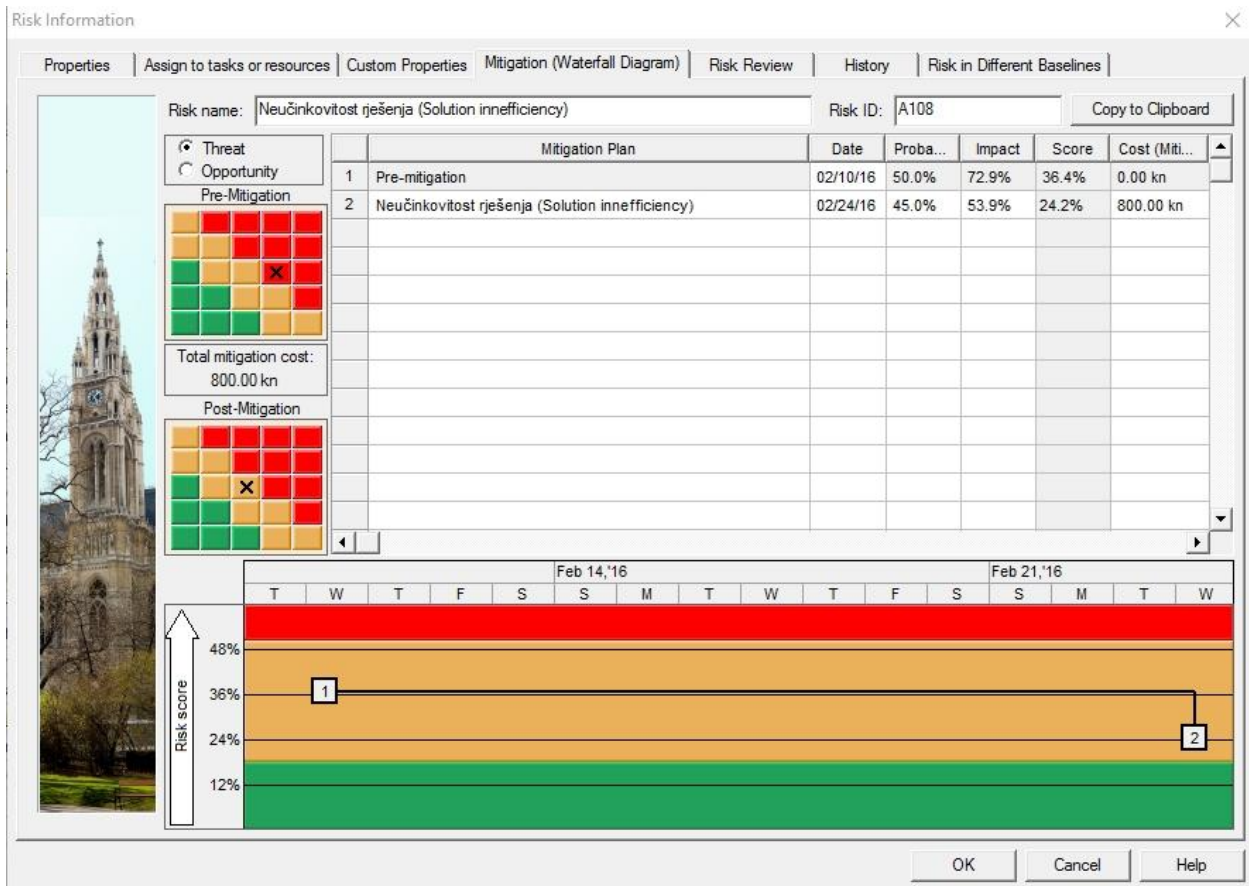 Risk Information
Properties Assign to tasks or resources Custom Properties Mitigation (Waterfall Diagram) Risk Review History Risk in Different Baselines
Risk name: Neučinkovitost rješenja (Solution innefficiency) Risk ID: A108 Copy to Clipboard
Threat
Opportunity
Pre-Mitigation
Mitigation Plan Date Proba... Impact Score Cost (Miti...
1 Pre-mitigation 02/10/16 50.0% 72.9% 36.4% 0.00 kn
2 Neučinkovitost rješenja (Solution innefficiency) 02/24/16 45.0% 53.9% 24.2% 800.00 kn
Total mitigation cost:
800.00 kn
Post-Mitigation
Feb 14,'16 Feb 21,'16
T W T F S S M T W T F S S M T W
Risk score
48%
36% 1
24% 2
12%
OK Cancel Help